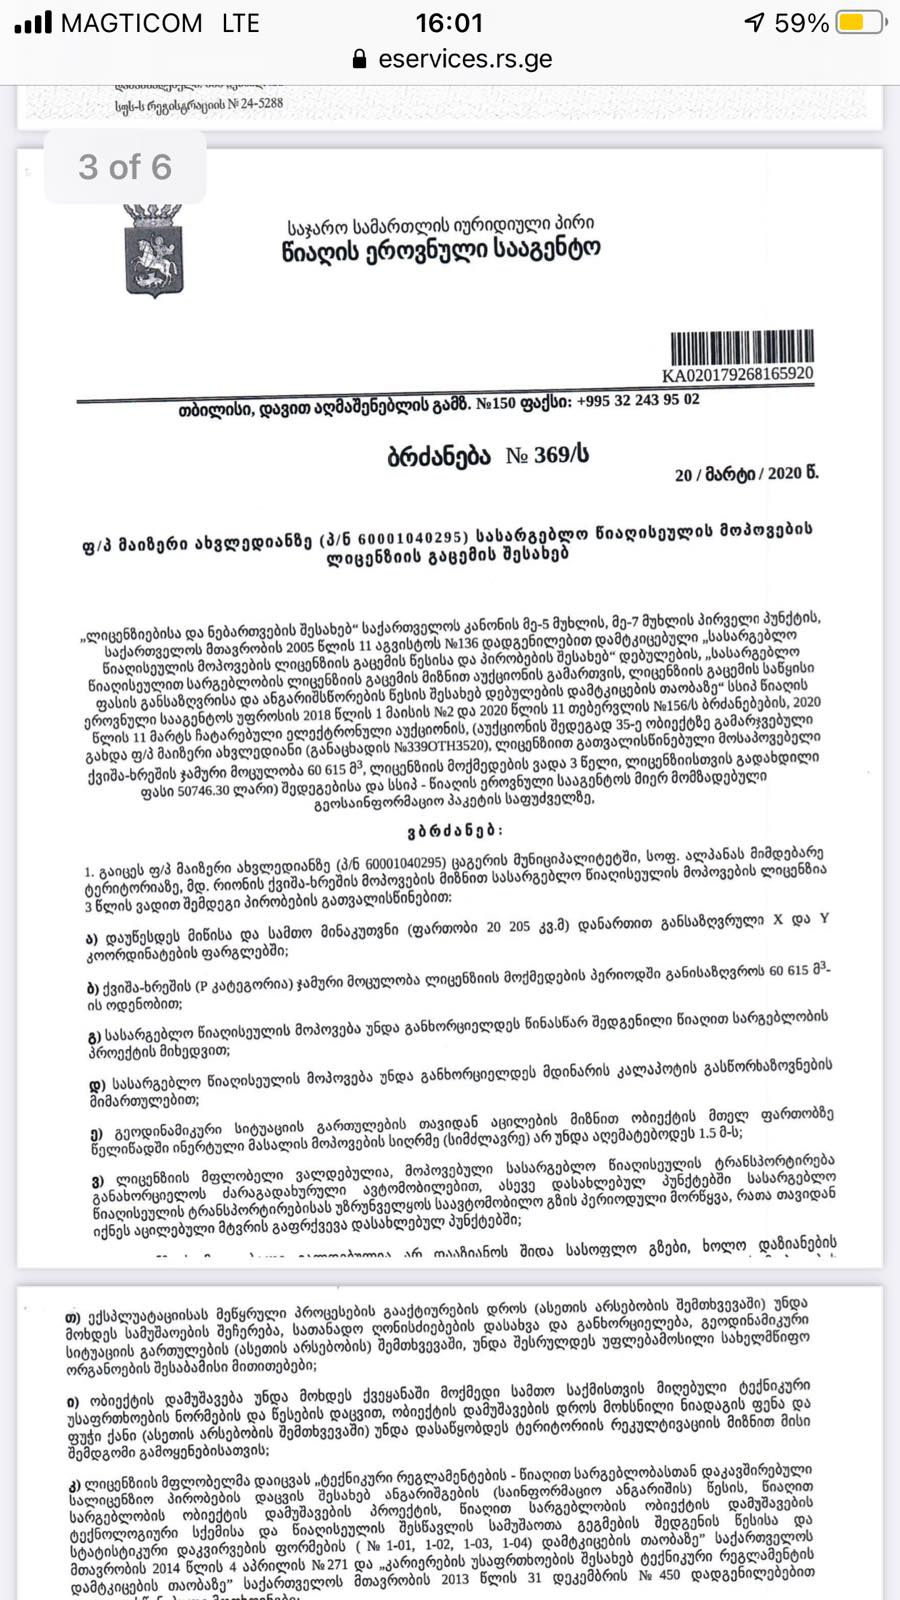 MAGTICOM LTE 16:01 59%
eservices.rs.ge
სფს-ს რეგისტრაციის № 24-5288
3 of 6
საჯარო სამართლის იურიდიული პირი
წიაღის ეროვნული სააგენტო
KA020179268165920
თბილისი, დავით აღმაშენებლის გამზ. №150 ფაქსი: +995 32 243 95 02
ბრძანება № 369/ს
20 / მარტი / 2020 წ.
ფ/პ მაიზერი ახვლედიანზე (პ/ნ 60001040295) სასარგებლო წიაღისეულის მოპოვების
ლიცენზიის გაცემის შესახებ
„ლიცენზიებისა და ნებართვების შესახებ“ საქართველოს კანონის მე-5 მუხლის, მე-7 მუხლის პირველი პუნქტის,
საქართველოს მთავრობის 2005 წლის 11 აგვისტოს №136 დადგენილებით დამტკიცებული „სასარგებლო
წიაღისეულის მოპოვების ლიცენზიის გაცემის წესისა და პირობების შესახებ“ დებულების, „სასარგებლო
წიაღისეულით სარგებლობის ლიცენზიის გაცემის მიზნით აუქციონის გამართვის, ლიცენზიის გაცემის საწყისი
ფასის განსაზღვრისა და ანგარიშსწორების წესის შესახებ დებულების დამტკიცების თაობაზე“ სსიპ წიაღის
ეროვნული სააგენტოს უფროსის 2018 წლის 1 მაისის №2 და 2020 წლის 11 თებერვლის №156/ს ბრძანებების, 2020
წლის 11 მარტს ჩატარებული ელექტრონული აუქციონის, (აუქციონის შედეგად 35-ე ობიექტზე გამარჯვებული
გახდა ფ/პ მაიზერი ახვლედიანი (განაცხადის №339OTH3520), ლიცენზიით გათვალისწინებული მოსაპოვებელი
ქვიშა-ხრეშის ჯამური მოცულობა 60 615 მ³, ლიცენზიის მოქმედების ვადა 3 წელი, ლიცენზიისთვის გადახდილი
ფასი 50746.30 ლარი) შედეგებისა და სსიპ - წიაღის ეროვნული სააგენტოს მიერ მომზადებული
გეოსაინფორმაციო პაკეტის საფუძველზე,
ვბრძანებ:
1. გაიცეს ფ/პ მაიზერი ახვლედიანზე (პ/ნ 60001040295) ცაგერის მუნიციპალიტეტში, სოფ. ალპანას მიმდებარე
ტერიტორიაზე, მდ. რიონის ქვიშა-ხრეშის მოპოვების მიზნით სასარგებლო წიაღისეულის მოპოვების ლიცენზია
3 წლის ვადით შემდეგი პირობების გათვალისწინებით:
ა) დაუწესდეს მიწისა და სამთო მინაკუთვნი (ფართობი 20 205 კვ.მ) დანართით განსაზღვრული X და Y
კოორდინატების ფარგლებში;
ბ) ქვიშა-ხრეშის (P კატეგორია) ჯამური მოცულობა ლიცენზიის მოქმედების პერიოდში განისაზღვროს 60 615 მ³-
ის ოდენობით;
გ) სასარგებლო წიაღისეულის მოპოვება უნდა განხორციელდეს წინასწარ შედგენილი წიაღით სარგებლობის
პროექტის მიხედვით;
დ) სასარგებლო წიაღისეულის მოპოვება უნდა განხორციელდეს მდინარის კალაპოტის გასწორხაზოვნების
მიმართულებით;
ე) გეოდინამიკური სიტუაციის გართულების თავიდან აცილების მიზნით ობიექტის მთელ ფართობზე
წელიწადში ინერტული მასალის მოპოვების სიღრმე (სიმძლავრე) არ უნდა აღემატებოდეს 1.5 მ-ს;
ვ) ლიცენზიის მფლობელი ვალდებულია, მოპოვებული სასარგებლო წიაღისეულის ტრანსპორტირება
განახორციელოს ძარაგადახურული ავტომობილებით, ასევე დასახლებულ პუნქტებში სასარგებლო
წიაღისეულის ტრანსპორტირებისას უზრუნველყოს საავტომობილო გზის პერიოდული მორწყვა, რათა თავიდან
იქნეს აცილებული მტვრის გაფრქვევა დასახლებულ პუნქტებში;
არ დააზიანოს შიდა სასოფლო გზები, ხოლო დაზიანების
თ) ექსპლუატაციისას მეწყრული პროცესების გააქტიურების დროს (ასეთის არსებობის შემთხვევაში) უნდა
მოხდეს სამუშაოების შეჩერება, სათანადო ღონისძიებების დასახვა და განხორციელება, გეოდინამიკური
სიტუაციის გართულების (ასეთის არსებობის) შემთხვევაში, უნდა შესრულდეს უფლებამოსილი სახელმწიფო
ორგანოების შესაბამისი მითითებები;
ი) ობიექტის დამუშავება უნდა მოხდეს ქვეყანაში მოქმედი სამთო საქმისთვის მიღებული ტექნიკური
უსაფრთხოების ნორმების და წესების დაცვით, ობიექტის დამუშავების დროს მოხსნილი ნიადაგის ფენა და
ფუჭი ქანი (ასეთის არსებობის შემთხვევაში) უნდა დასაწყობდეს ტერიტორიის რეკულტივაციის მიზნით მისი
შემდგომი გამოყენებისათვის;
კ) ლიცენზიის მფლობელმა დაიცვას „ტექნიკური რეგლამენტების - წიაღით სარგებლობასთან დაკავშირებული
სალიცენზიო პირობების დაცვის შესახებ ანგარიშგების (საინფორმაციო ანგარიშის) წესის, წიაღით
სარგებლობის ობიექტის დამუშავების პროექტის, წიაღით სარგებლობის ობიექტის დამუშავების
ტექნოლოგიური სქემისა და წიაღისეულის შესწავლის სამუშაოთა გეგმების შედგენის წესისა და
სტატისტიკური დაკვირვების ფორმების ( № 1-01, 1-02, 1-03, 1-04) დამტკიცების თაობაზე“ საქართველოს
მთავრობის 2014 წლის 4 აპრილის №271 და „კარიერების უსაფრთხოების შესახებ ტექნიკური რეგლამენტის
დამტკიცების თაობაზე“ საქართველოს მთავრობის 2013 წლის 31 დეკემბრის № 450 დადგენილებებით